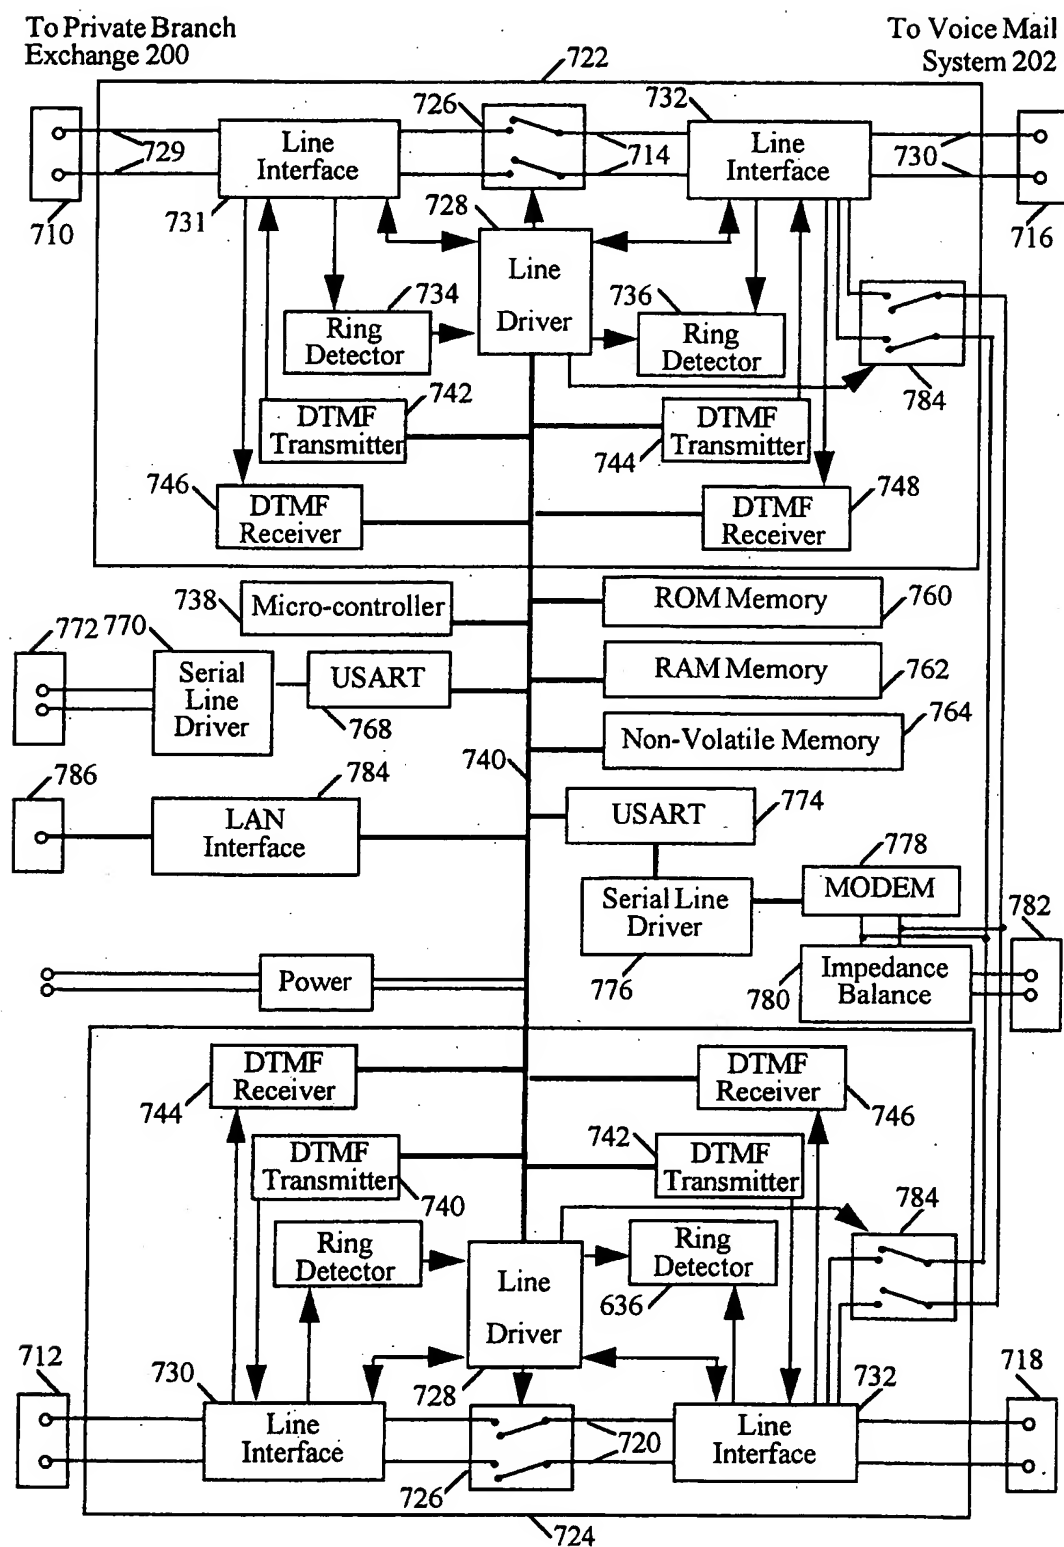 To Private Branch
Exchange 200
To Voice Mail
System 202
722
726
732
Line
Interface
Line
Interface
729
714
730
710
731
728
716
Line
Driver
734
736
Ring
Detector
Ring
Detector
784
742
DTMF
Transmitter
DTMF
Transmitter
744
746
748
DTMF
Receiver
DTMF
Receiver
738
Micro-controller
ROM Memory
760
772
770
Serial
Line
Driver
USART
768
RAM Memory
762
764
Non-Volatile Memory
740
786
784
LAN
Interface
USART
774
778
MODEM
Serial Line
Driver
776
782
Power
780
Impedance
Balance
DTMF
Receiver
744
DTMF
Receiver
746
742
DTMF
Transmitter
740
DTMF
Transmitter
784
Ring
Detector
Ring
Detector
636
Line
Driver
712
730
728
732
718
Line
Interface
Line
Interface
720
726
724